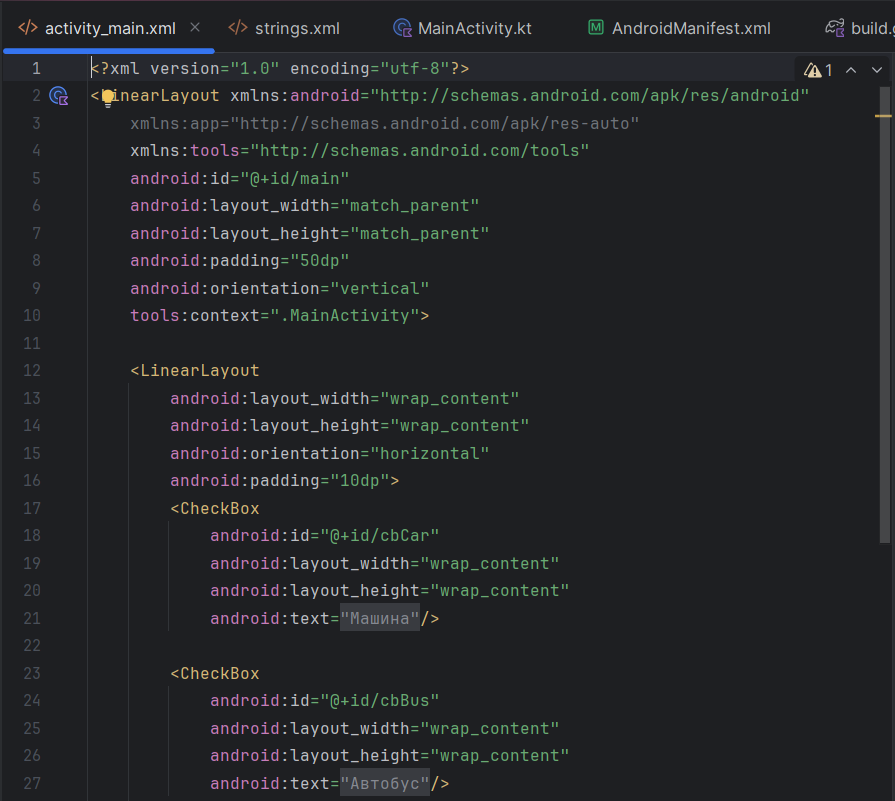 activity_main.xml strings.xml MainActivity.kt AndroidManifest.xml build.g
1 <?xml version="1.0" encoding="utf-8"?> 1
2 <LinearLayout xmlns:android="http://schemas.android.com/apk/res/android"
3 xmlns:app="http://schemas.android.com/apk/res-auto"
4 xmlns:tools="http://schemas.android.com/tools"
5 android:id="@+id/main"
6 android:layout_width="match_parent"
7 android:layout_height="match_parent"
8 android:padding="50dp"
9 android:orientation="vertical"
10 tools:context=".MainActivity">
11
12 <LinearLayout
13 android:layout_width="wrap_content"
14 android:layout_height="wrap_content"
15 android:orientation="horizontal"
16 android:padding="10dp">
17 <CheckBox
18 android:id="@+id/cbCar"
19 android:layout_width="wrap_content"
20 android:layout_height="wrap_content"
21 android:text="Машина"/>
22
23 <CheckBox
24 android:id="@+id/cbBus"
25 android:layout_width="wrap_content"
26 android:layout_height="wrap_content"
27 android:text="Автобус"/>